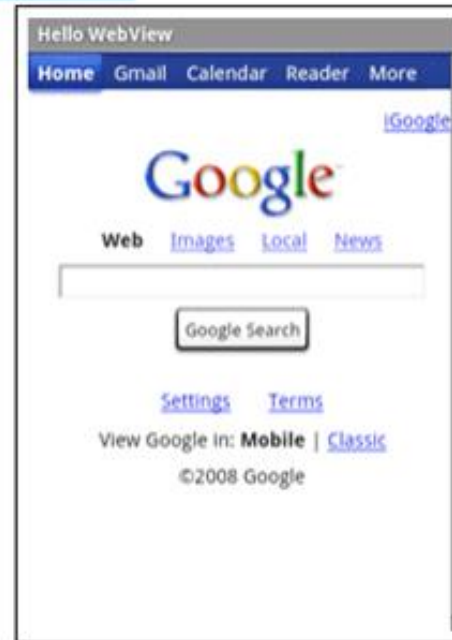 Hello WebView
Home Gmail Calendar Reader More
iGoogle
Google
Web Images Local News
Google Search
Settings Terms
View Google in: Mobile | Classic
©2008 Google